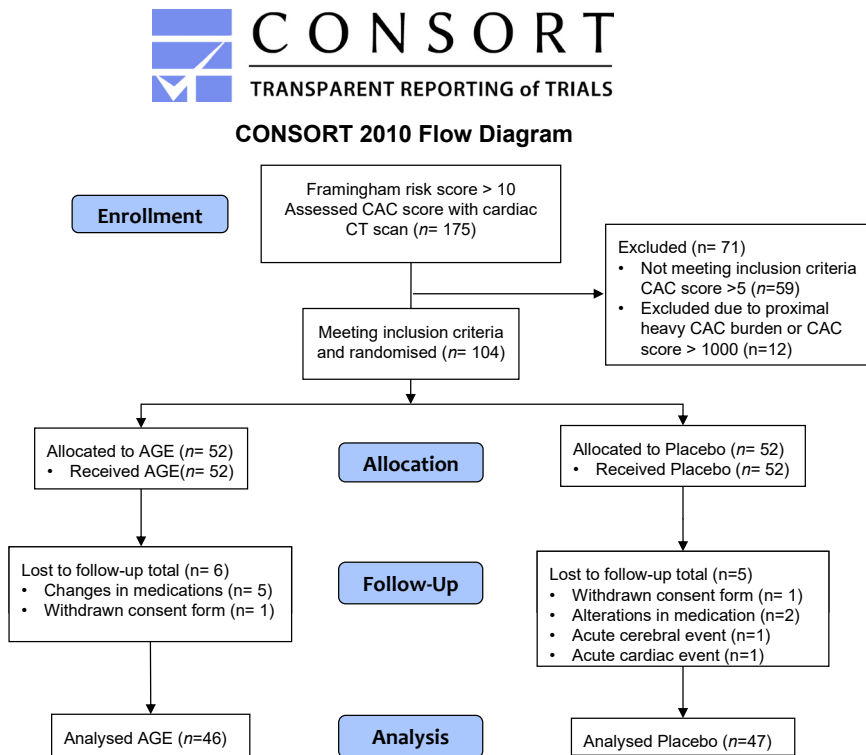 CONSORT
TRANSPARENT REPORTING of TRIALS
CONSORT 2010 Flow Diagram
Enrollment
Framingham risk score > 10
Assessed CAC score with cardiac
CT scan (n= 175)
Excluded (n= 71)
• Not meeting inclusion criteria
CAC score >5 (n=59)
• Excluded due to proximal
heavy CAC burden or CAC
score > 1000 (n=12)
Meeting inclusion criteria
and randomised (n= 104)
Allocated to AGE (n= 52)
• Received AGE(n= 52)
Allocation
Allocated to Placebo (n= 52)
• Received Placebo (n= 52)
Lost to follow-up total (n= 6)
• Changes in medications (n= 5)
• Withdrawn consent form (n= 1)
Follow-Up
Lost to follow-up total (n=5)
• Withdrawn consent form (n= 1)
• Alterations in medication (n=2)
• Acute cerebral event (n=1)
• Acute cardiac event (n=1)
Analysed AGE (n=46)
Analysis
Analysed Placebo (n=47)